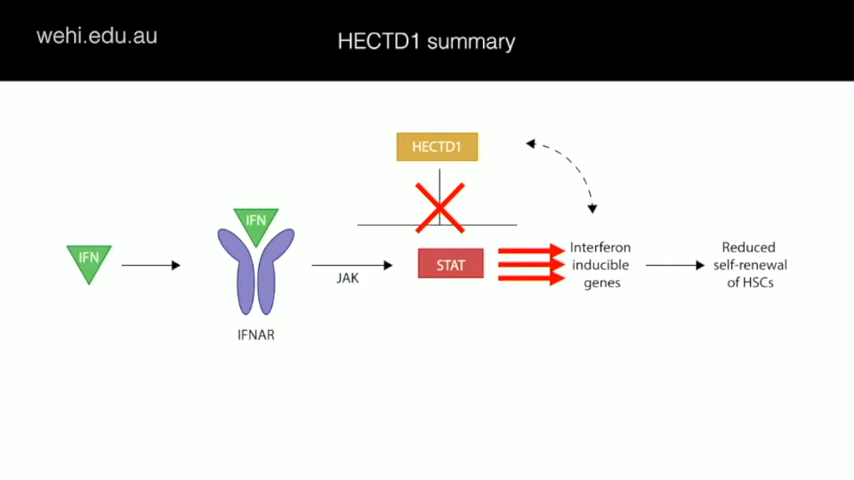 wehi.edu.au
HECTD1 summary
HECTD1
IFN
IFN
JAK
STAT
Interferon
inducible
genes
Reduced
self-renewal
of HSCs
IFNAR